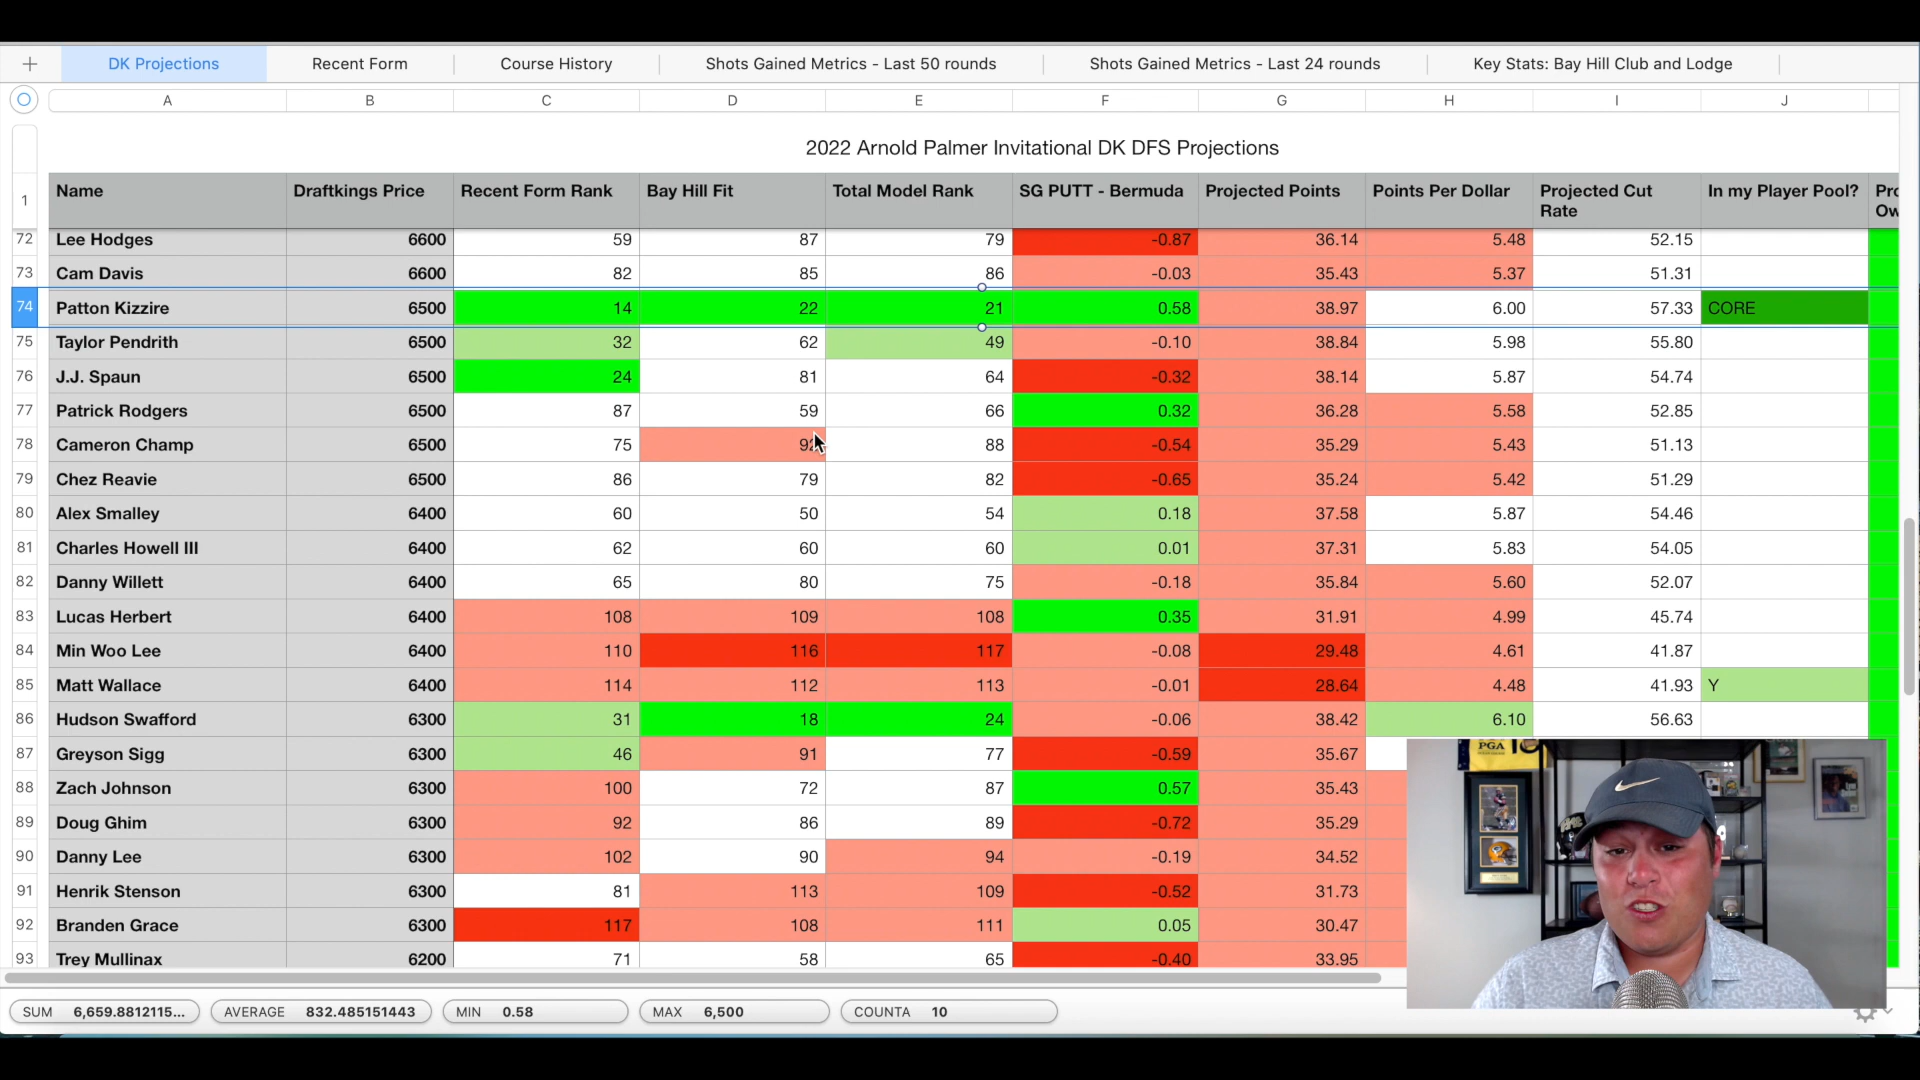 DK Projections Recent Form Course History Shots Gained Metrics - Last 50 rounds Shots Gained Metrics - Last 24 rounds Key Stats: Bay Hill Club and Lodge
A B C D E F G H I J
2022 Arnold Palmer Invitational DK DFS Projections
1 Name Draftkings Price Recent Form Rank Bay Hill Fit Total Model Rank SG PUTT - Bermuda Projected Points Points Per Dollar Projected Cut Rate In my Player Pool? Pro Ow
72 Lee Hodges 6600 59 87 79 -0.87 36.14 5.48 52.15
73 Cam Davis 6600 82 85 86 -0.03 35.43 5.37 51.31
74 Patton Kizzire 6500 14 22 21 0.58 38.97 6.00 57.33 CORE
75 Taylor Pendrith 6500 32 62 49 -0.10 38.84 5.98 55.80
76 J.J. Spaun 6500 24 81 64 -0.32 38.14 5.87 54.74
77 Patrick Rodgers 6500 87 59 66 0.32 36.28 5.58 52.85
78 Cameron Champ 6500 75 92 88 -0.54 35.29 5.43 51.13
79 Chez Reavie 6500 86 79 82 -0.65 35.24 5.42 51.29
80 Alex Smalley 6400 60 50 54 0.18 37.58 5.87 54.46
81 Charles Howell III 6400 62 60 60 0.01 37.31 5.83 54.05
82 Danny Willett 6400 65 80 75 -0.18 35.84 5.60 52.07
83 Lucas Herbert 6400 108 109 108 0.35 31.91 4.99 45.74
84 Min Woo Lee 6400 110 116 117 -0.08 29.48 4.61 41.87
85 Matt Wallace 6400 114 112 113 -0.01 28.64 4.48 41.93 Y
86 Hudson Swafford 6300 31 18 24 -0.06 38.42 6.10 56.63
87 Greyson Sigg 6300 46 91 77 -0.59 35.67
88 Zach Johnson 6300 100 72 87 0.57 35.43
89 Doug Ghim 6300 92 86 89 -0.72 35.29
90 Danny Lee 6300 102 90 94 -0.19 34.52
91 Henrik Stenson 6300 81 113 109 -0.52 31.73
92 Branden Grace 6300 117 108 111 0.05 30.47
93 Trey Mullinax 6200 71 58 65 -0.40 33.95
PGA
SUM 6,659.8812115... AVERAGE 832.485151443 MIN 0.58 MAX 6,500 COUNTA 10